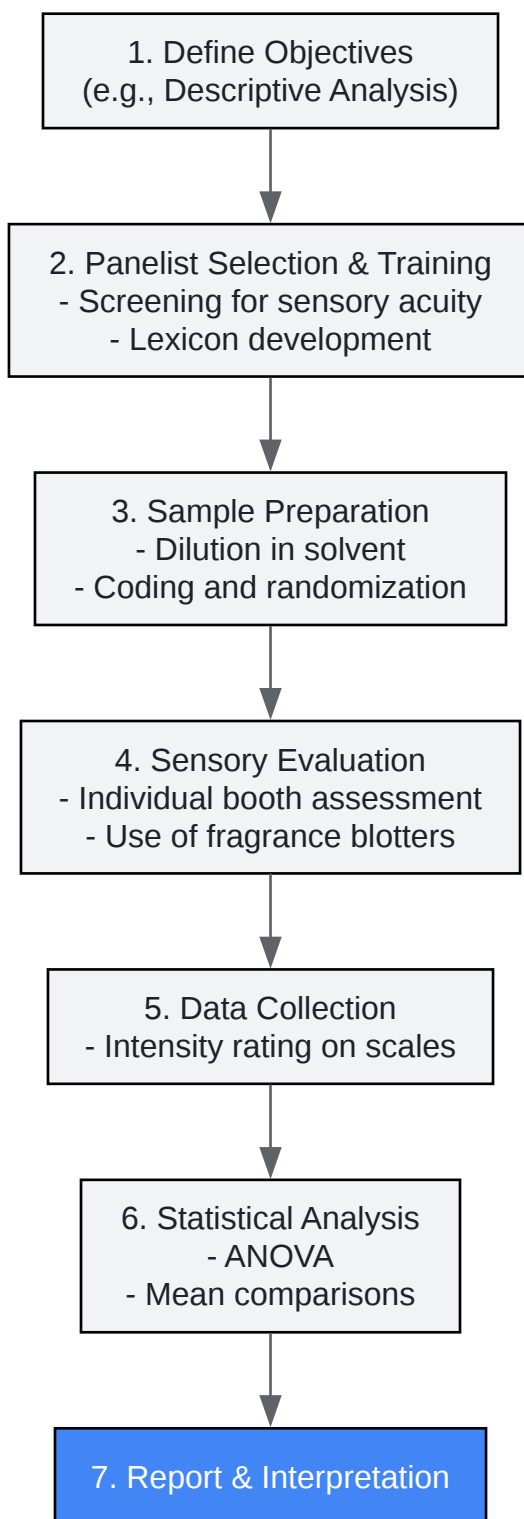 1. Define Objectives
(e.g., Descriptive Analysis)
2. Panelist Selection & Training
- Screening for sensory acuity
- Lexicon development
3. Sample Preparation
- Dilution in solvent
- Coding and randomization
4. Sensory Evaluation
- Individual booth assessment
- Use of fragrance blotters
5. Data Collection
- Intensity rating on scales
6. Statistical Analysis
- ANOVA
- Mean comparisons
7. Report & Interpretation